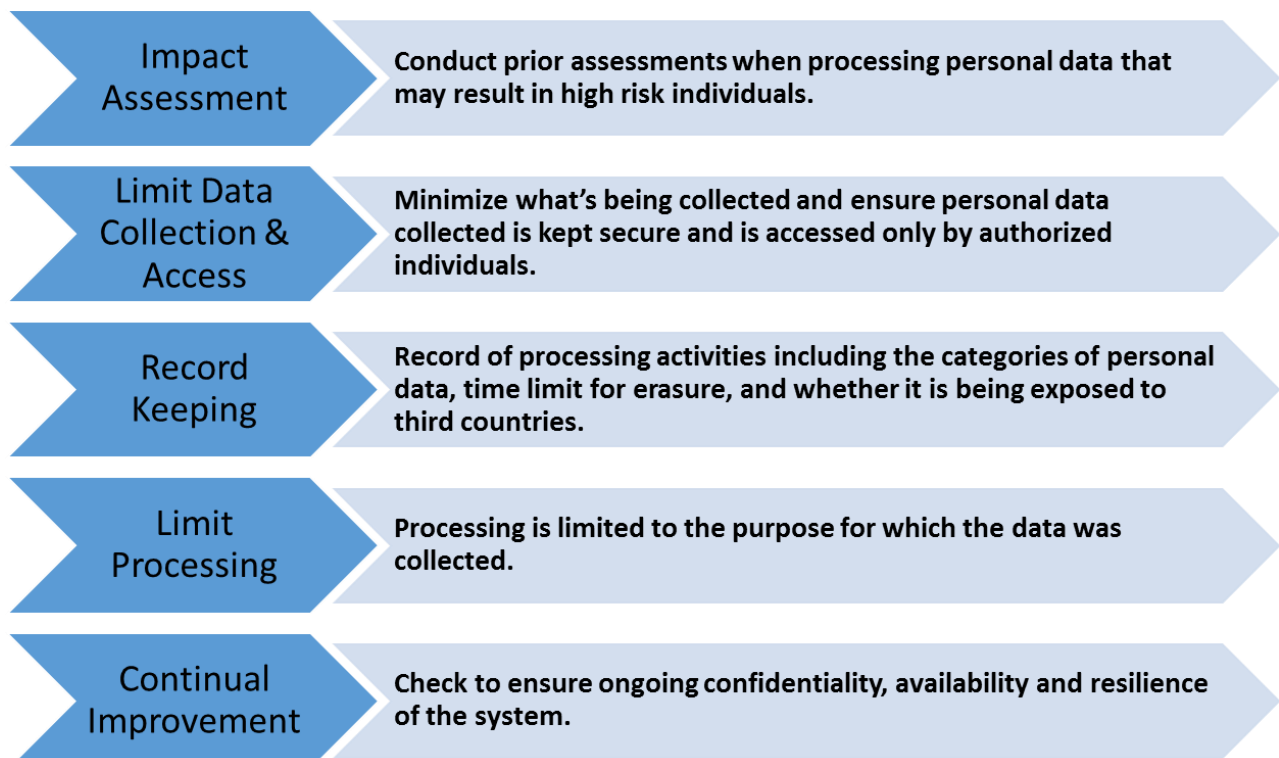 Impact
Assessment
Conduct prior assessments when processing personal data that
may result in high risk individuals.
Limit Data
Collection &
Access
Minimize what's being collected and ensure personal data
collected is kept secure and is accessed only by authorized
individuals.
Record
Keeping
Record of processing activities including the categories of personal
data, time limit for erasure, and whether it is being exposed to
third countries.
Limit
Processing
Processing is limited to the purpose for which the data was
collected.
Continual
Improvement
Check to ensure ongoing confidentiality, availability and resilience
of the system.